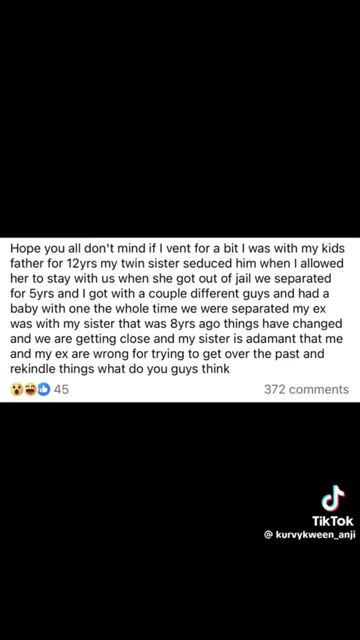 Hope you all don't mind if I vent for a bit I was with my kids
father for 12yrs my twin sister seduced him when I allowed
her to stay with us when she got out of jail we separated
for 5yrs and I got with a couple different guys and had a
baby with one the whole time we were separated my ex
was with my sister that was 8yrs ago things have changed
and we are getting close and my sister is adamant that me
and my ex are wrong for trying to get over the past and
rekindle things what do you guys think
45 372 comments
TikTok
@ kurvykween_anji